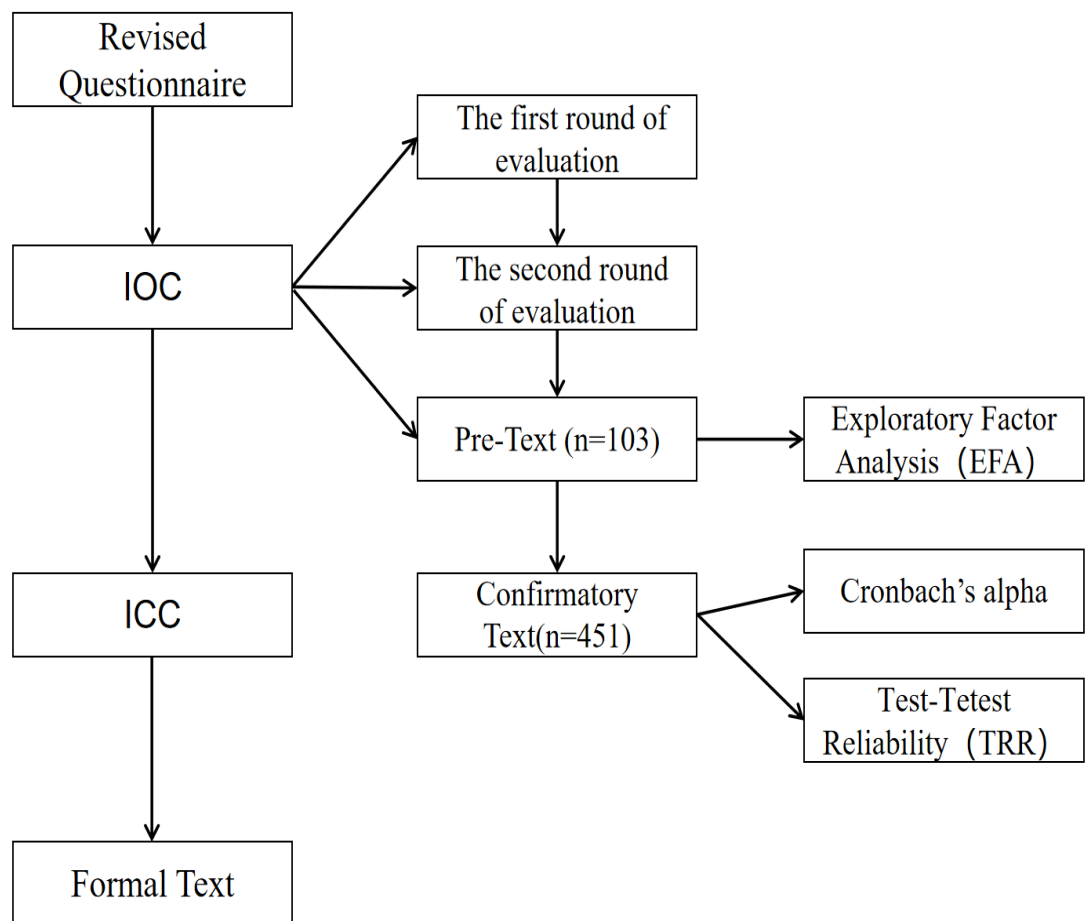 Revised
Questionnaire
The first round of
evaluation
IOC
The second round
of evaluation
Pre-Text (n=103)
Exploratory Factor
Analysis（EFA）
ICC
Confirmatory
Text(n=451)
Cronbach’s alpha
Test-Tetest
Reliability（TRR）
Formal Text